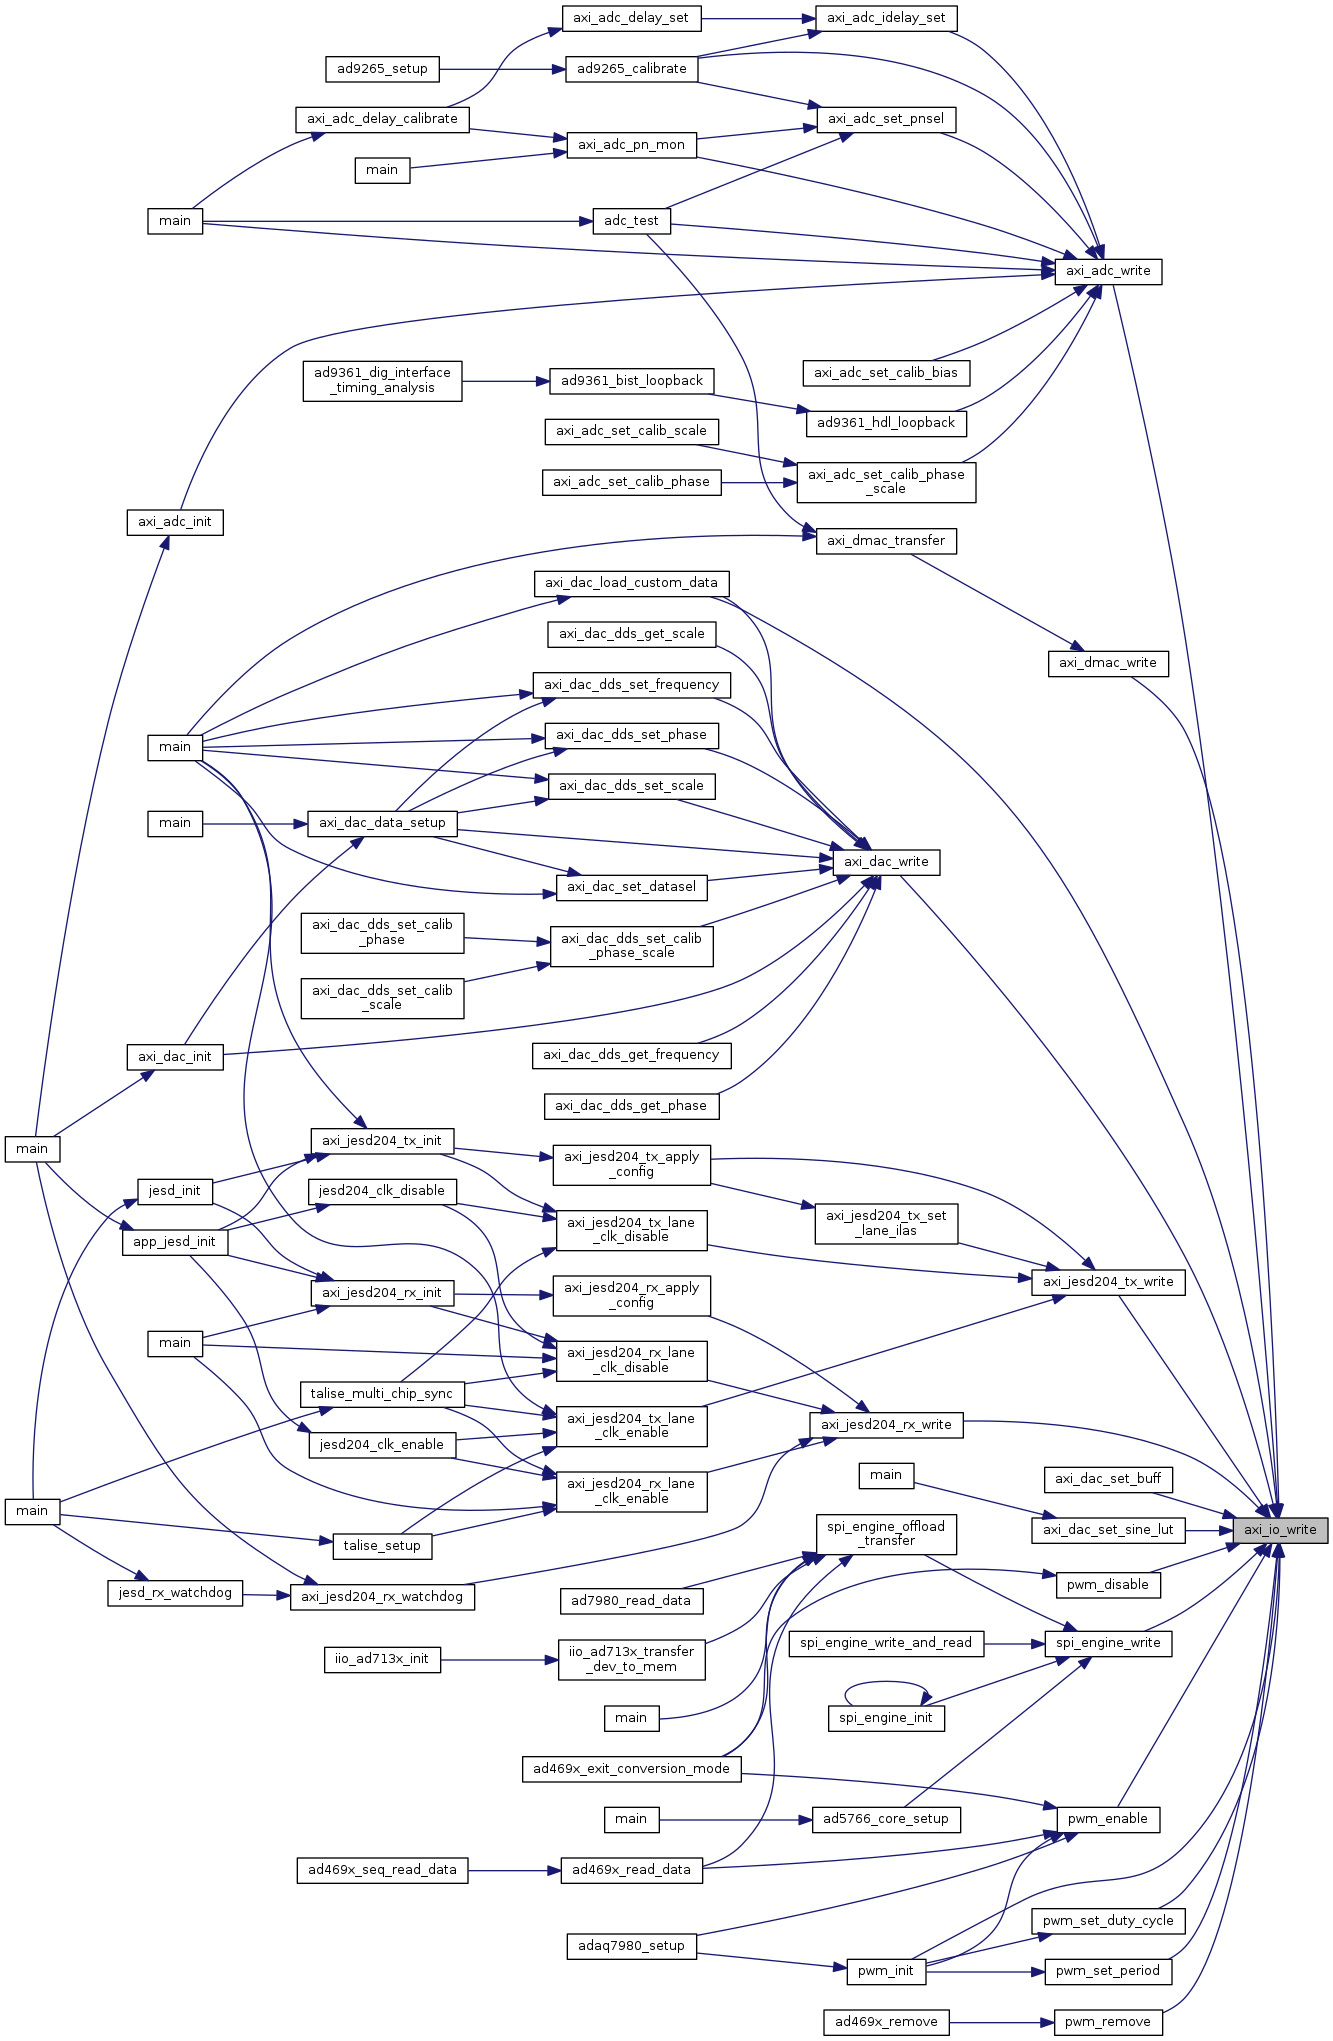 axi_adc_delay_set
axi_adc_idelay_set
ad9265_setup
ad9265_calibrate
axi_adc_delay_calibrate
axi_adc_set_pnsel
axi_adc_pn_mon
main
main
adc_test
axi_adc_write
ad9361_dig_interface
_timing_analysis
ad9361_bist_loopback
axi_adc_set_calib_bias
ad9361_hdl_loopback
axi_adc_set_calib_scale
axi_adc_set_calib_phase
axi_adc_set_calib_phase
_scale
axi_adc_init
axi_dmac_transfer
axi_dac_load_custom_data
axi_dac_dds_get_scale
axi_dmac_write
axi_dac_dds_set_frequency
main
axi_dac_dds_set_phase
axi_dac_dds_set_scale
main
axi_dac_data_setup
axi_dac_write
axi_dac_set_datasel
axi_dac_dds_set_calib
_phase
axi_dac_dds_set_calib
_phase_scale
axi_dac_dds_set_calib
_scale
axi_dac_init
axi_dac_dds_get_frequency
axi_dac_dds_get_phase
main
axi_jesd204_tx_init
axi_jesd204_tx_apply
_config
jesd_init
jesd204_clk_disable
axi_jesd204_tx_set
_lane_ilas
app_jesd_init
axi_jesd204_tx_lane
_clk_disable
axi_jesd204_tx_write
axi_jesd204_rx_init
axi_jesd204_rx_apply
_config
main
axi_jesd204_rx_lane
_clk_disable
talise_multi_chip_sync
axi_jesd204_tx_lane
_clk_enable
axi_jesd204_rx_write
jesd204_clk_enable
main
axi_dac_set_buff
axi_jesd204_rx_lane
_clk_enable
main
axi_dac_set_sine_lut
axi_io_write
spi_engine_offload
_transfer
talise_setup
jesd_rx_watchdog
axi_jesd204_rx_watchdog
ad7980_read_data
pwm_disable
iio_ad713x_init
iio_ad713x_transfer
_dev_to_mem
spi_engine_write_and_read
spi_engine_write
main
spi_engine_init
ad469x_exit_conversion_mode
main
ad5766_core_setup
pwm_enable
ad469x_seq_read_data
ad469x_read_data
pwm_set_duty_cycle
adaq7980_setup
pwm_init
pwm_set_period
ad469x_remove
pwm_remove